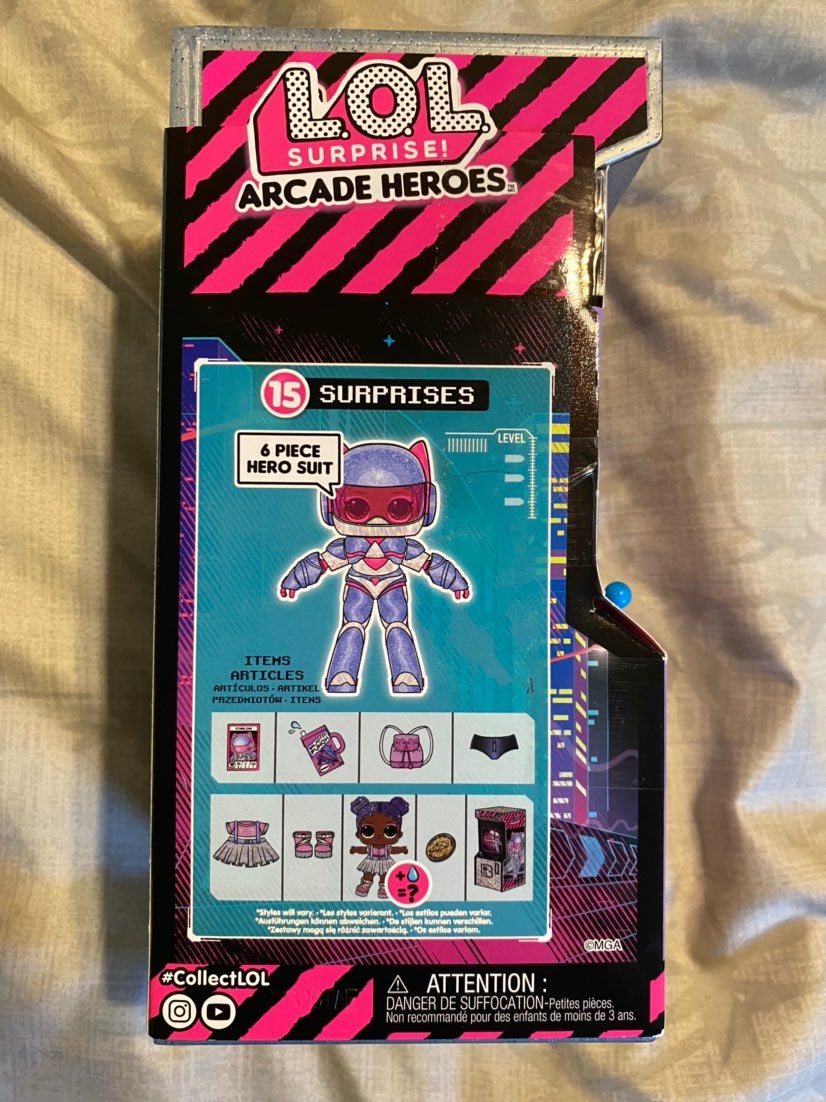 L.O.L.
SURPRISE!
ARCADE HEROES™
15 SURPRISES
6 PIECE
HERO SUIT
LEVEL
ITEMS
ARTICLES
ARTÍCULOS · ARTIKEL
PRZEDMIOTÓW · ITENS
+ =?
*Styles will vary. · *Les styles varieront. · *Los estilos pueden variar.
*Ausführungen können abweichen. · *De stijlen kunnen verschillen.
*Zestawy mogą się różnić zawartością. · *Os estilos variam.
©MGA
#CollectLOL
ATTENTION :
DANGER DE SUFFOCATION-Petites pièces.
Non recommandé pour des enfants de moins de 3 ans.